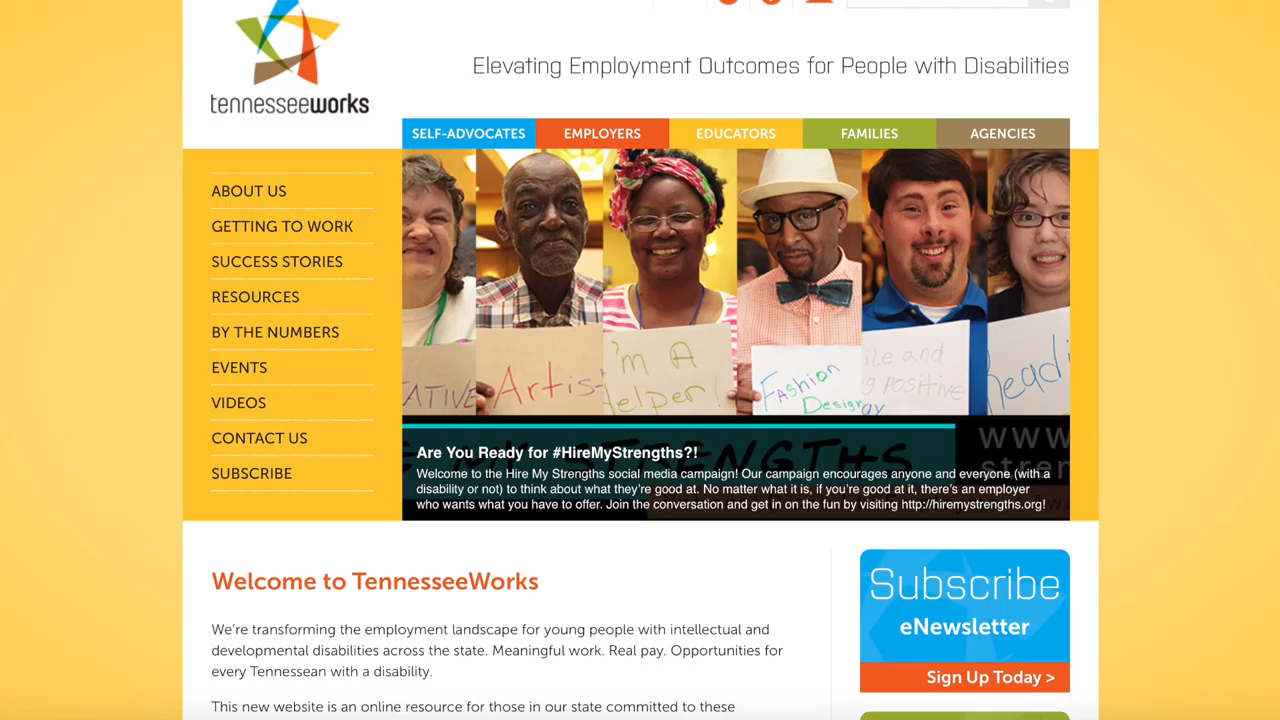 tennesseeworks
Elevating Employment Outcomes for People with Disabilities
SELF-ADVOCATES
EMPLOYERS
EDUCATORS
FAMILIES
AGENCIES
ABOUT US
GETTING TO WORK
SUCCESS STORIES
RESOURCES
BY THE NUMBERS
EVENTS
VIDEOS
CONTACT US
SUBSCRIBE
ATIVE
Artis
I'm A
Helper!
Fashion
Design
ile and
g positive
ay
Readi
MY STRENGTHS
WWW
stren
Are You Ready for #HireMyStrengths?!
Welcome to the Hire My Strengths social media campaign! Our campaign encourages anyone and everyone (with a
disability or not) to think about what they're good at. No matter what it is, if you're good at it, there's an employer
who wants what you have to offer. Join the conversation and get in on the fun by visiting http://hiremystrengths.org!
Welcome to TennesseeWorks
We're transforming the employment landscape for young people with intellectual and
developmental disabilities across the state. Meaningful work. Real pay. Opportunities for
every Tennessean with a disability.
This new website is an online resource for those in our state committed to these
Subscribe
eNewsletter
Sign Up Today >